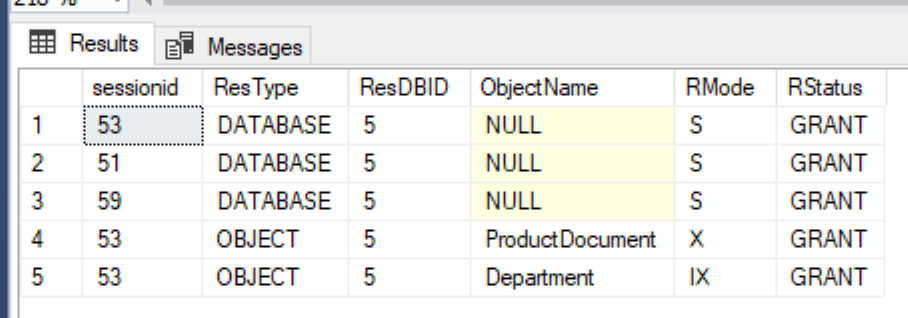 Results Messages
sessionid ResType ResDBID ObjectName RMode RStatus
1 53 DATABASE 5 NULL S GRANT
2 51 DATABASE 5 NULL S GRANT
3 59 DATABASE 5 NULL S GRANT
4 53 OBJECT 5 ProductDocument X GRANT
5 53 OBJECT 5 Department IX GRANT